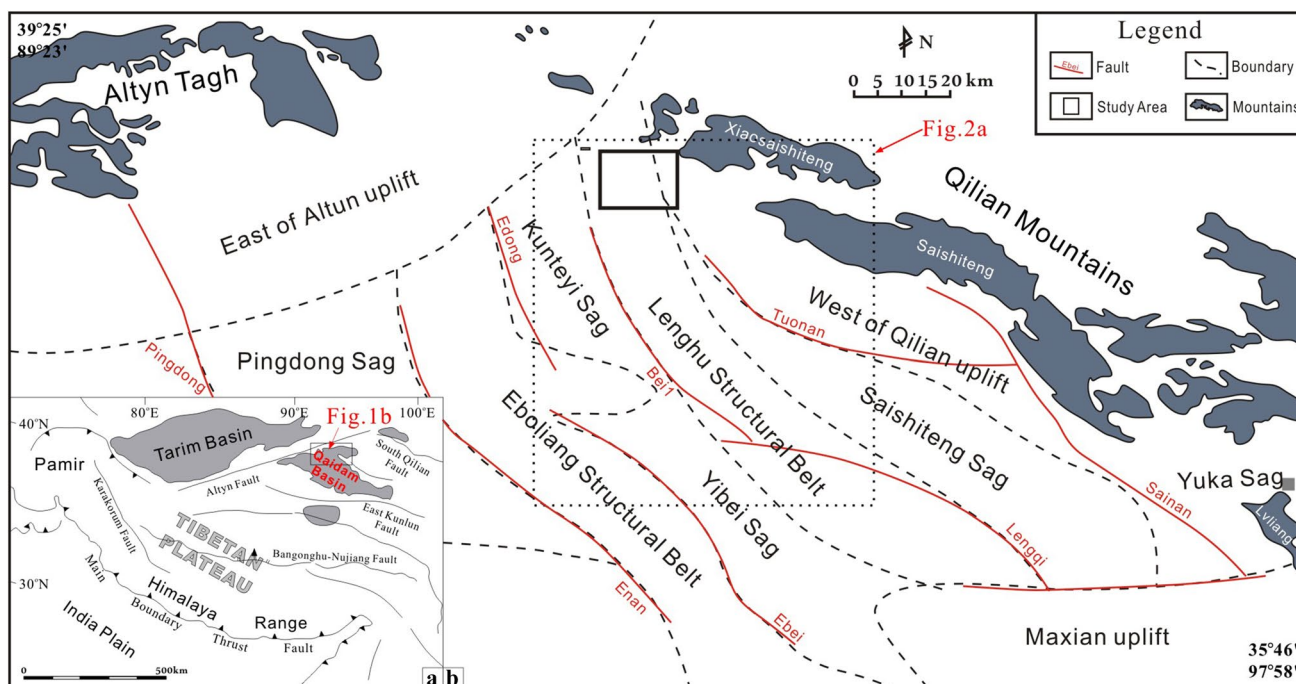 39°25'
89°23'
Altyn Tagh
East of Altun uplift
Pingdong
Pingdong Sag
Edong
Kunteyi Sag
Xiacsaishiteng
Fig.2a
N
0 5 10 15 20 km
Legend
Ebei
Fault
Boundary
Study Area
Mountains
Qilian Mountains
Saishiteng
West of Qilian uplift
Tuonan
Lenghu Structural Belt
Bei1
Saishiteng Sag
Eboliang Structural Belt
Yibei Sag
Lengqi
Sainan
Yuka Sag
Lvliang
Enan
Ebei
Maxian uplift
35°46'
97°58'
80°E
90°E
100°E
40°N
30°N
Fig.1b
Tarim Basin
Qaidam
Basin
South Qilian
Fault
Pamir
Altyn Fault
Karakorum Fault
East Kunlun
Fault
TIBETAN
PLATEAU
Bangonghu-Nujiang Fault
Main
Boundary
Thrust
Fault
Himalaya
Range
India Plain
0
500km
a
b